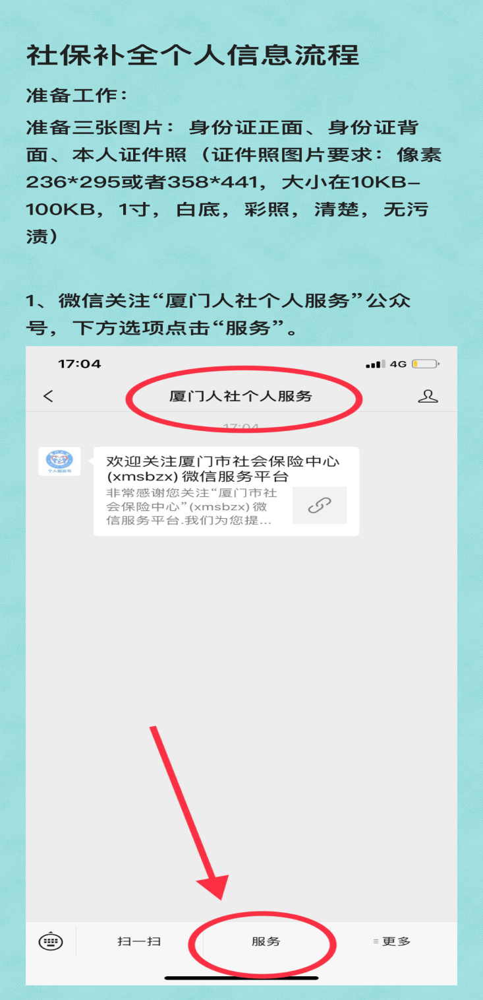 社保补全个人信息流程
准备工作：
准备三张图片：身份证正面、身份证背
面、本人证件照（证件照图片要求：像素
236*295或者358*441，大小在10KB-
100KB，1寸，白底，彩照，清楚，无污
渍）
1、微信关注“厦门人社个人服务”公众
号，下方选项点击“服务”。
17:04 4G
厦门人社个人服务
17:04
欢迎关注厦门市社会保险中心
(xmsbzx)微信服务平台
非常感谢您关注“厦门市社
会保险中心”(xmsbzx)微
信服务平台.我们为您提...
扫一扫 服务 更多